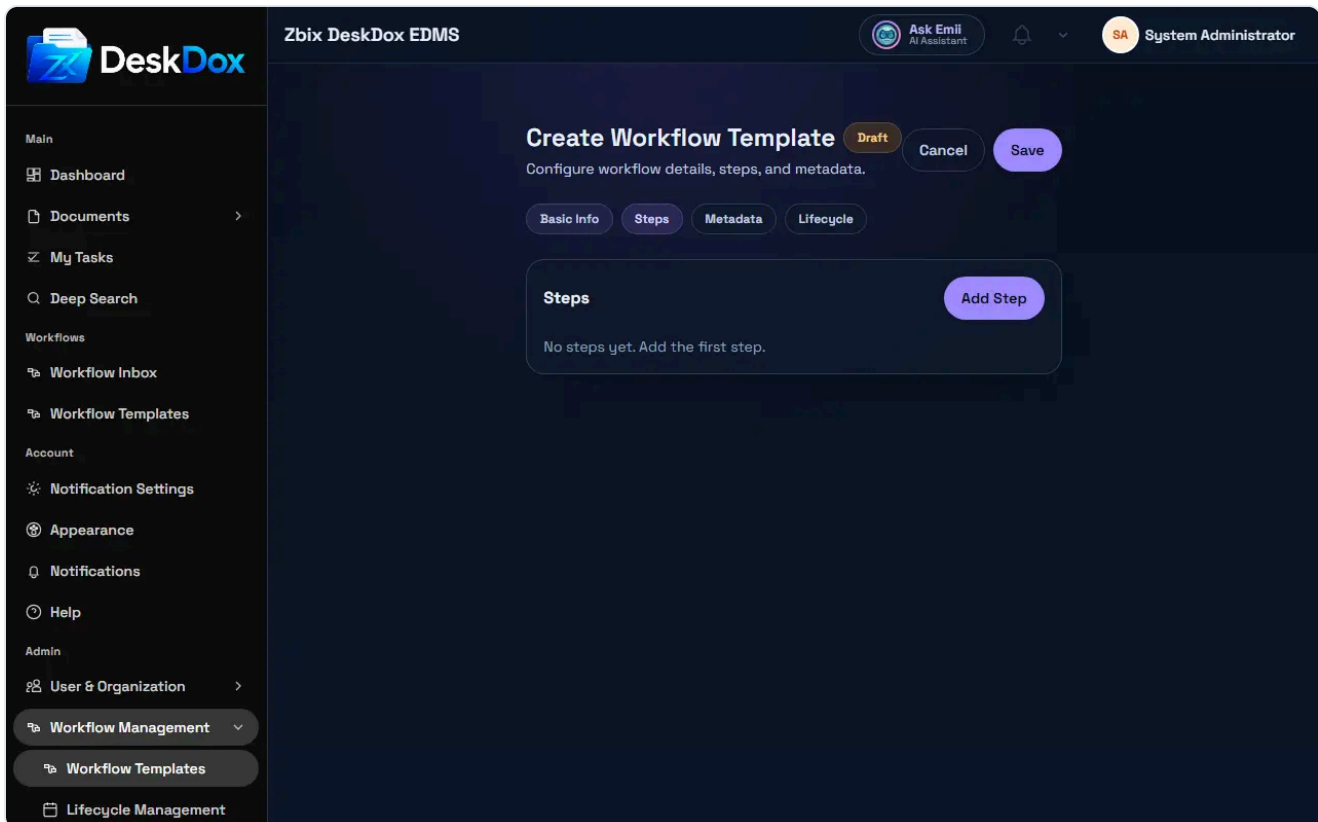 DeskDox
Zbix DeskDox EDMS
Ask Emii
AI Assistant
SA
System Administrator
Main
Dashboard
Documents
My Tasks
Deep Search
Workflows
Workflow Inbox
Workflow Templates
Account
Notification Settings
Appearance
Notifications
Help
Admin
User & Organization
Workflow Management
Workflow Templates
Lifecycle Management
Create Workflow Template
Draft
Cancel
Save
Configure workflow details, steps, and metadata.
Basic Info
Steps
Metadata
Lifecycle
Steps
Add Step
No steps yet. Add the first step.